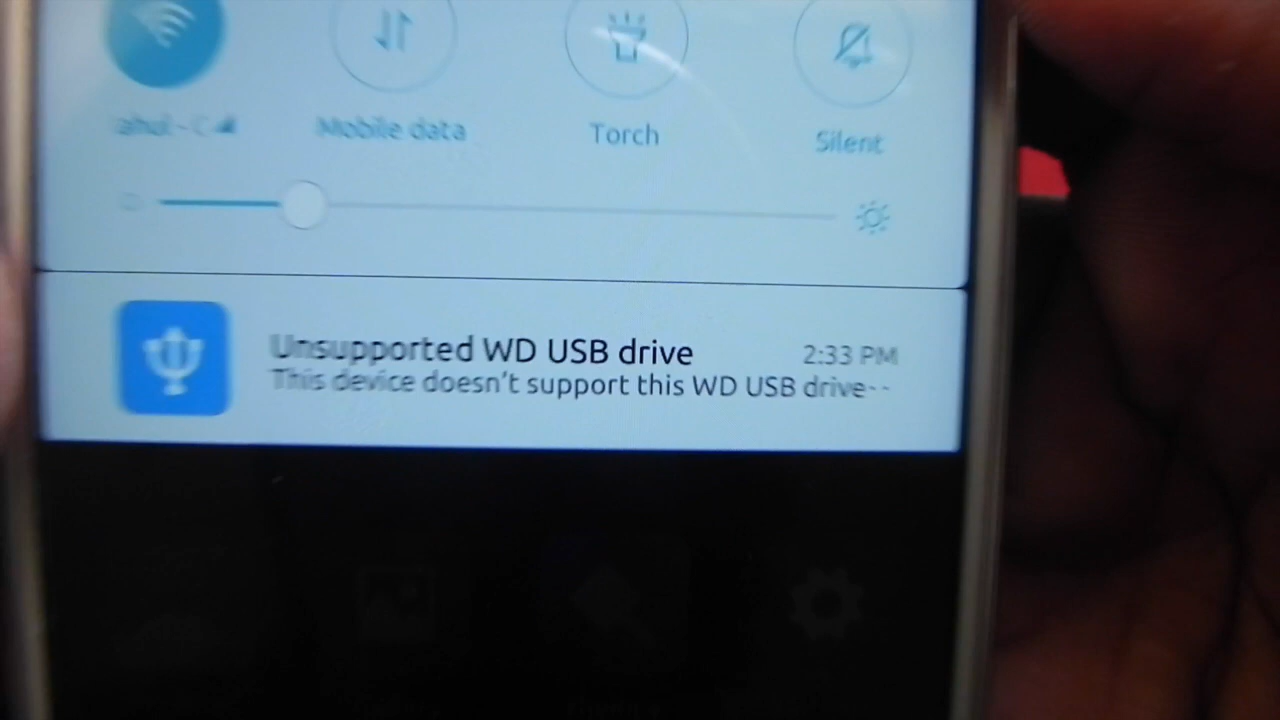 Mobile data
Torch
Silent
Unsupported WD USB drive
2:33 PM
This device doesn't support this WD USB drive--